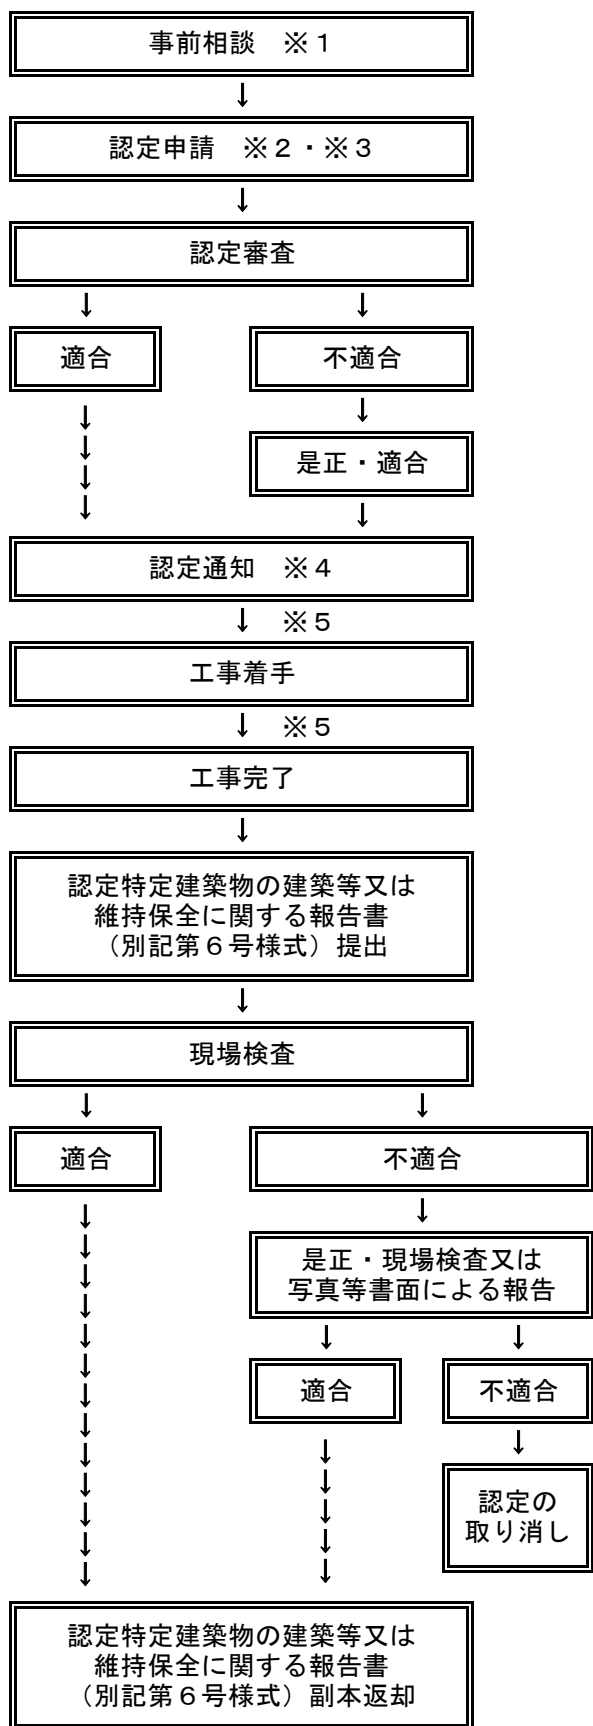 事前相談　※１
↓
認定申請　※２・※３
↓
認定審査
↓　↓
適合　不適合
↓　↓
↓　是正・適合
↓
↓　↓
認定通知　※４
↓　※５
工事着手
↓　※５
工事完了
↓
認定特定建築物の建築等又は
維持保全に関する報告書
（別記第６号様式）提出
↓
現場検査
↓　↓
適合　不適合
↓　↓
是正・現場検査又は
写真等書面による報告
↓　↓
適合　不適合
↓　↓
認定の
取り消し
↓　↓
認定特定建築物の建築等又は
維持保全に関する報告書
（別記第６号様式）副本返却